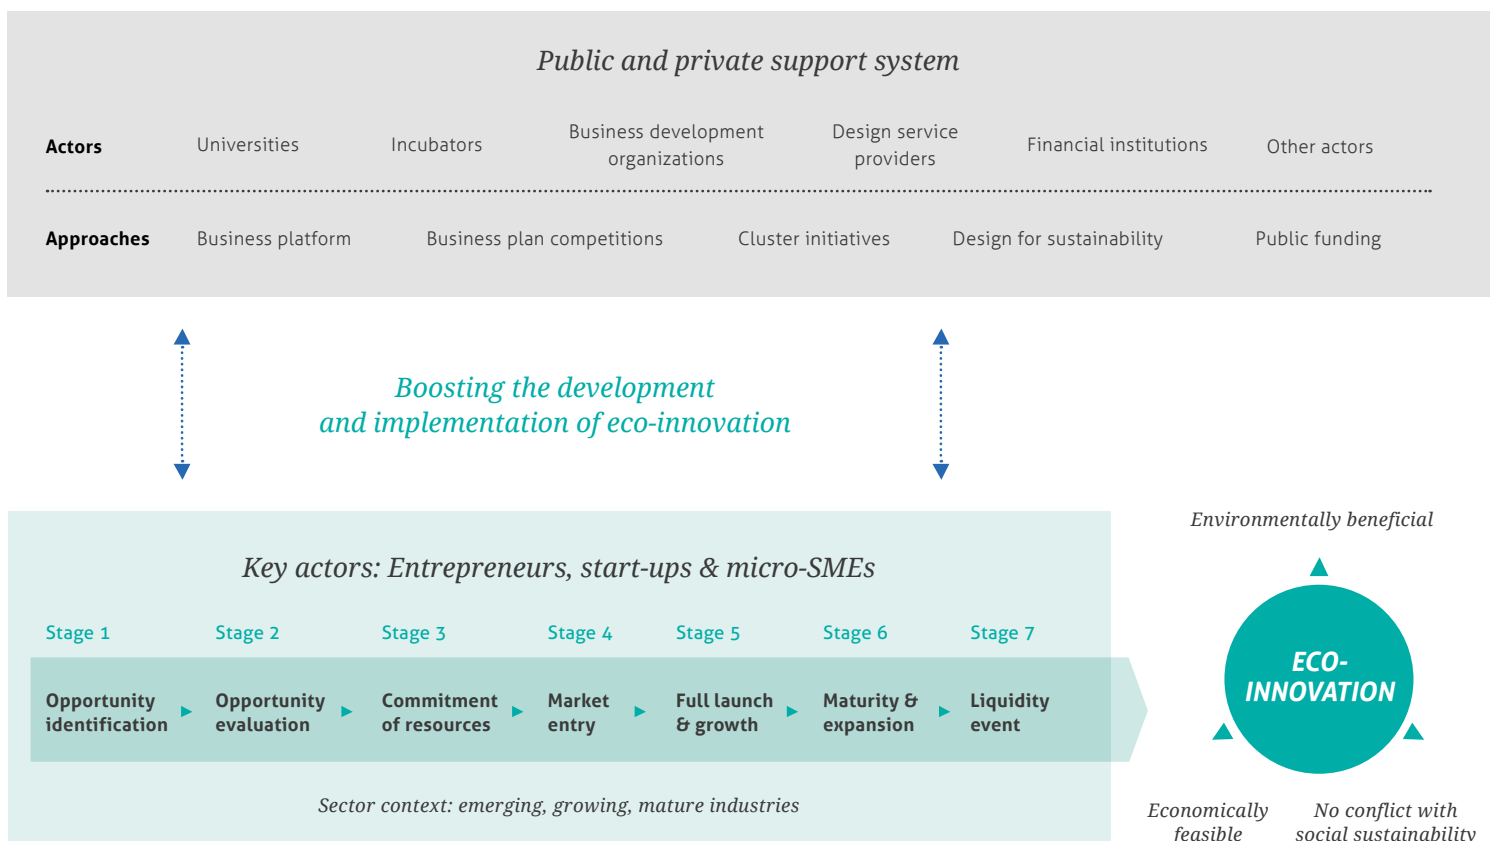 Public and private support system
Actors
Universities
Incubators
Business development
organizations
Design service
providers
Financial institutions
Other actors
Approaches
Business platform
Business plan competitions
Cluster initiatives
Design for sustainability
Public funding
Boosting the development
and implementation of eco-innovation
Key actors: Entrepreneurs, start-ups & micro-SMEs
Stage 1
Stage 2
Stage 3
Stage 4
Stage 5
Stage 6
Stage 7
Opportunity
identification
Opportunity
evaluation
Commitment
of resources
Market
entry
Full launch
& growth
Maturity &
expansion
Liquidity
event
Sector context: emerging, growing, mature industries
Environmentally beneficial
ECO-
INNOVATION
Economically
feasible
No conflict with
social sustainability